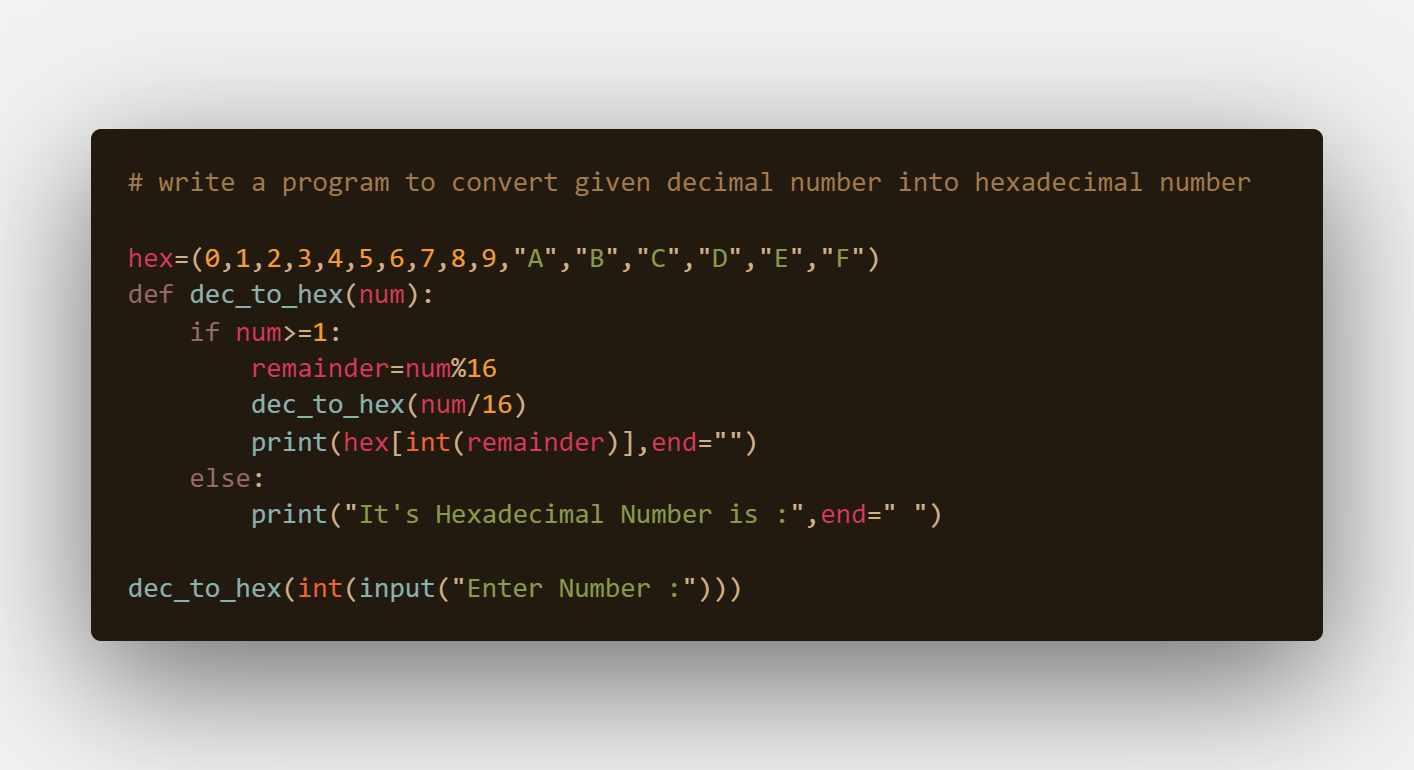 # write a program to convert given decimal number into hexadecimal number
hex=(0,1,2,3,4,5,6,7,8,9,"A","B","C","D","E","F")
def dec_to_hex(num):
    if num>=1:
        remainder=num%16
        dec_to_hex(num/16)
        print(hex[int(remainder)],end="")
    else:
        print("It's Hexadecimal Number is :",end=" ")
dec_to_hex(int(input("Enter Number :")))